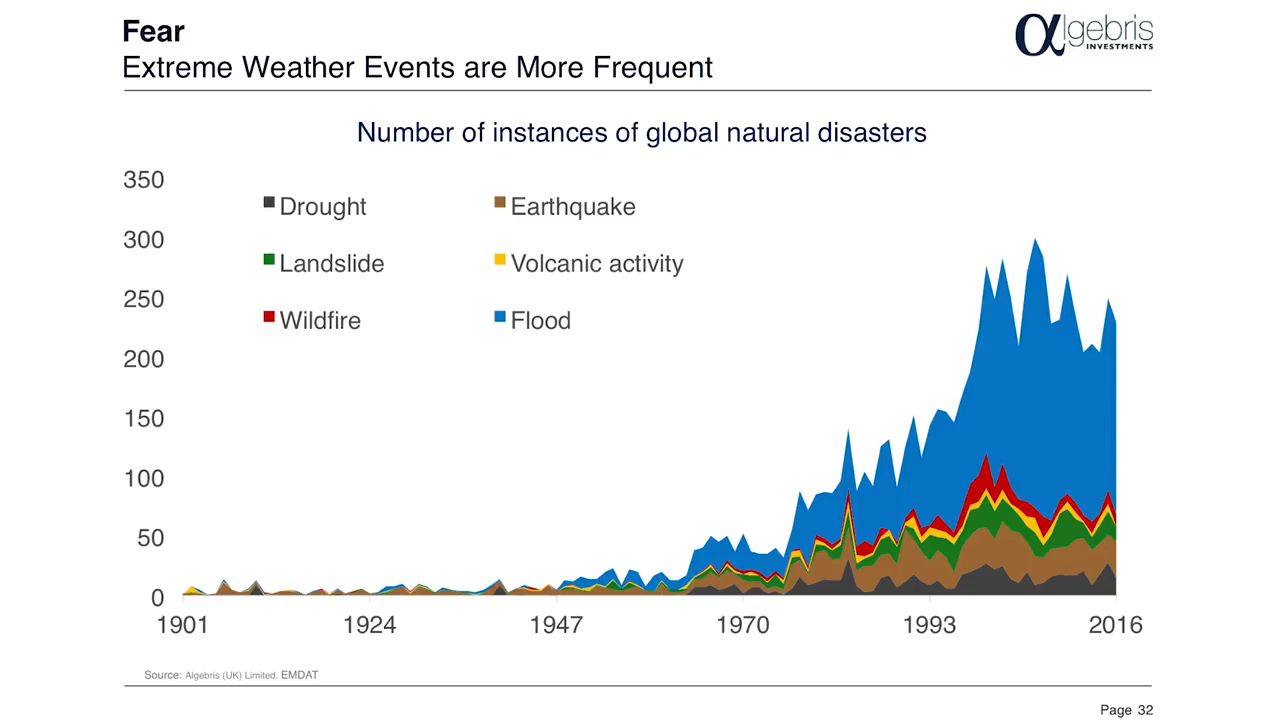 Fear
Extreme Weather Events are More Frequent
αlgebris
INVESTMENTS
Number of instances of global natural disasters
350
300
250
200
150
100
50
0
Drought
Earthquake
Landslide
Volcanic activity
Wildfire
Flood
1901 1924 1947 1970 1993 2016
Source: Algebris (UK) Limited. EMDAT
Page 32